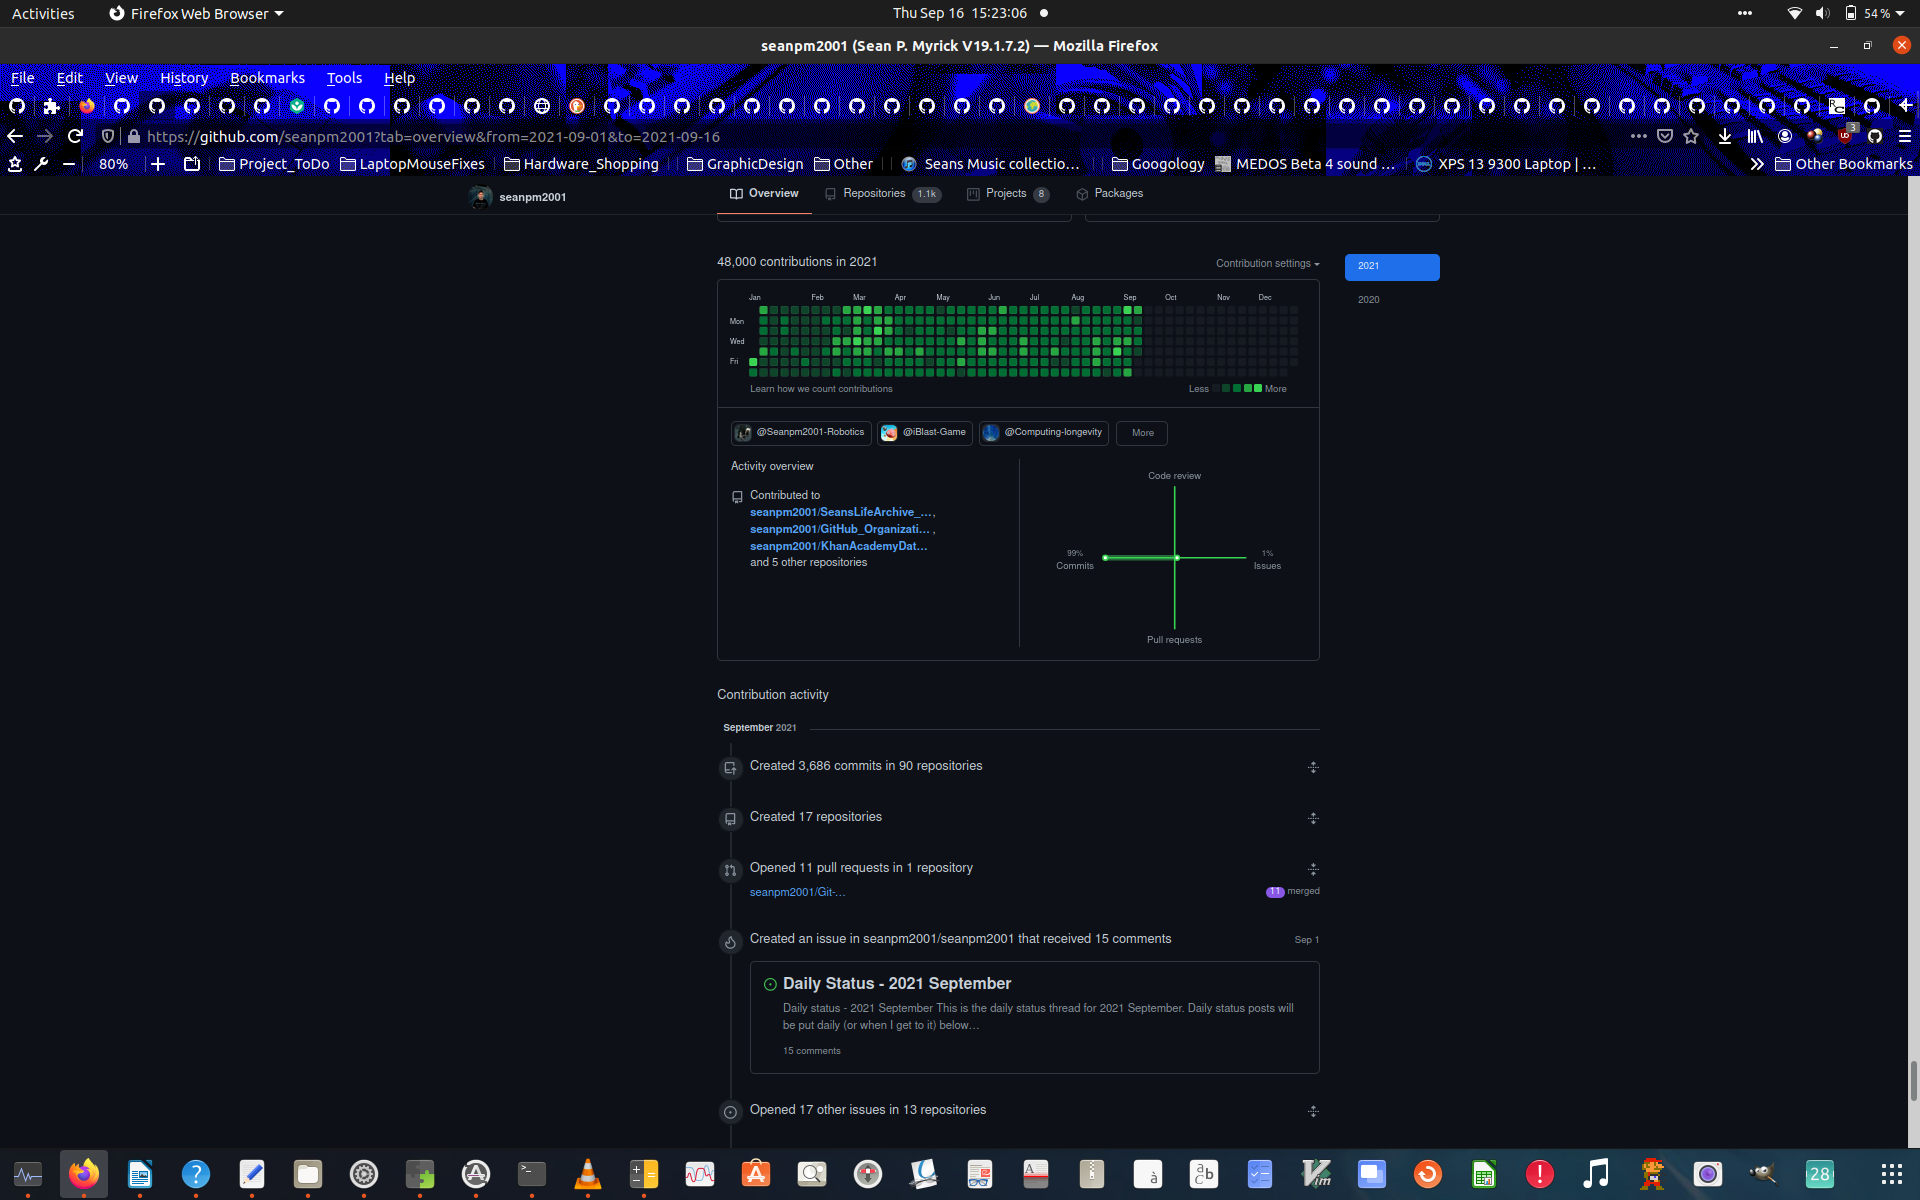 Activities
Firefox Web Browser
Thu Sep 16 15:23:06
54 %
seanpm2001 (Sean P. Myrick V19.1.7.2) — Mozilla Firefox
File Edit View History Bookmarks Tools Help
https://github.com/seanpm2001?tab=overview&from=2021-09-01&to=2021-09-16
3
80%
Project_ToDo
LaptopMouseFixes
Hardware_Shopping
GraphicDesign
Other
Seans Music collectio…
Googology
MEDOS Beta 4 sound …
XPS 13 9300 Laptop | …
Other Bookmarks
seanpm2001
Overview
Repositories 1.1k
Projects 8
Packages
48,000 contributions in 2021
Contribution settings
2021
2020
Jan Feb Mar Apr May Jun Jul Aug Sep Oct Nov Dec
Mon
Wed
Fri
Learn how we count contributions
Less
More
@Seanpm2001-Robotics
@iBlast-Game
@Computing-longevity
More
Activity overview
Contributed to
seanpm2001/SeansLifeArchive_… ,
seanpm2001/GitHub_Organizati… ,
seanpm2001/KhanAcademyDat…
and 5 other repositories
Code review
99%
Commits
1%
Issues
Pull requests
Contribution activity
September 2021
Created 3,686 commits in 90 repositories
Created 17 repositories
Opened 11 pull requests in 1 repository
seanpm2001/Git-…
11 merged
Created an issue in seanpm2001/seanpm2001 that received 15 comments
Sep 1
Daily Status - 2021 September
Daily status - 2021 September This is the daily status thread for 2021 September. Daily status posts will
be put daily (or when I get to it) below…
15 comments
Opened 17 other issues in 13 repositories
28